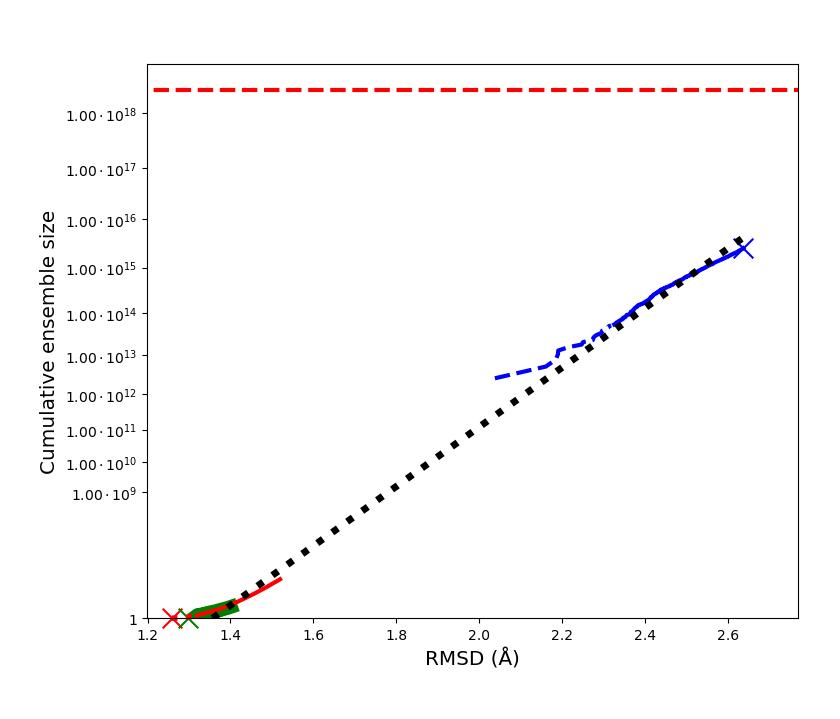 Cumulative ensemble size
1.00 · 10^18
1.00 · 10^17
1.00 · 10^16
1.00 · 10^15
1.00 · 10^14
1.00 · 10^13
1.00 · 10^12
1.00 · 10^11
1.00 · 10^10
1.00 · 10^9
1
1.2 1.4 1.6 1.8 2.0 2.2 2.4 2.6
RMSD (Å)